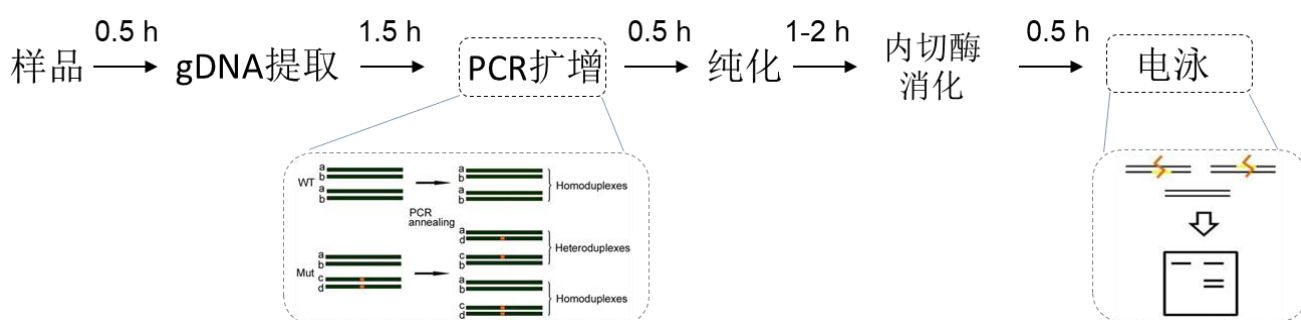 0.5 h
1.5 h
0.5 h
1-2 h
0.5 h
样品
gDNA提取
PCR扩增
纯化
内切酶
消化
电泳
WT
a
b
a
b
a
b
a
b
Homoduplexes
PCR
annealing
Mut
a
b
c
d
a
d
c
b
Heteroduplexes
a
b
c
d
Homoduplexes